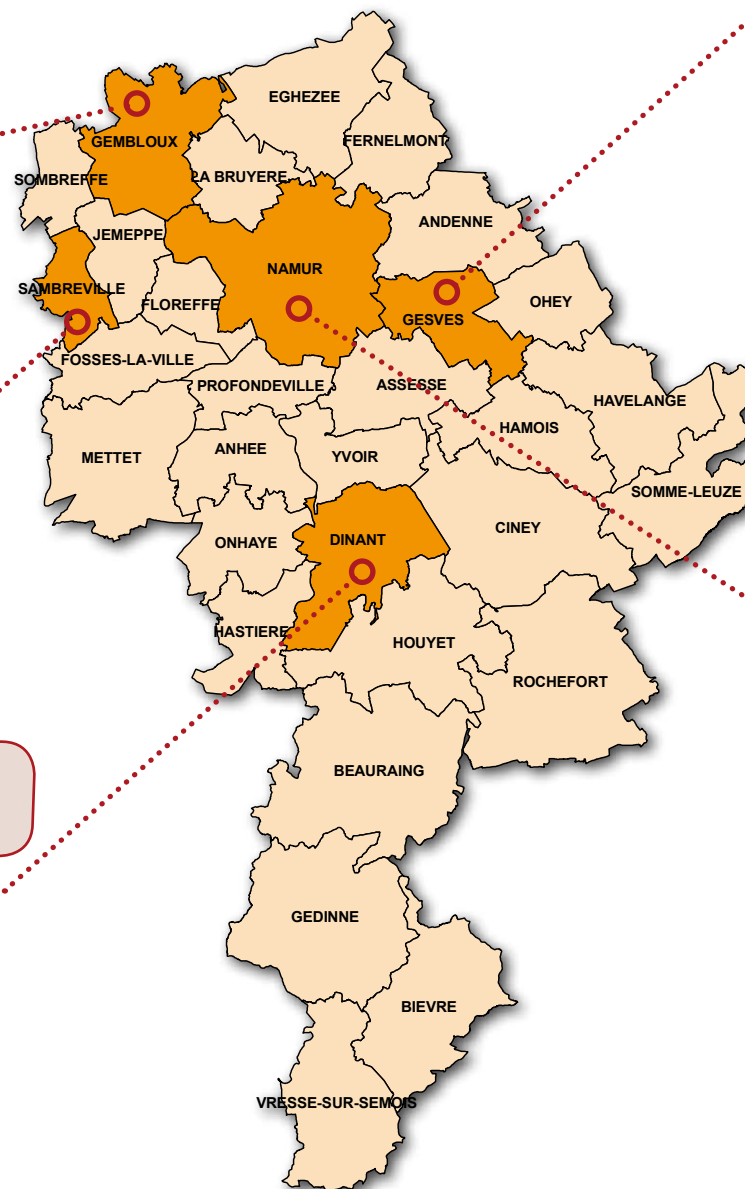 EGHEZEE
GEMBLOUX
FERNELMONT
SOMBREFFE
LA BRUYERE
ANDENNE
JEMEPPE
NAMUR
SAMBREVILLE
FLOREFFE
OHEY
GESVES
FOSSES-LA-VILLE
PROFONDEVILLE
ASSESSE
HAVELANGE
HAMOIS
ANHEE
METTET
YVOIR
SOMME-LEUZE
CINEY
DINANT
ONHAYE
HASTIERE
HOUYET
ROCHEFORT
BEAURAING
GEDINNE
BIEVRE
VRESSE-SUR-SEMOIS